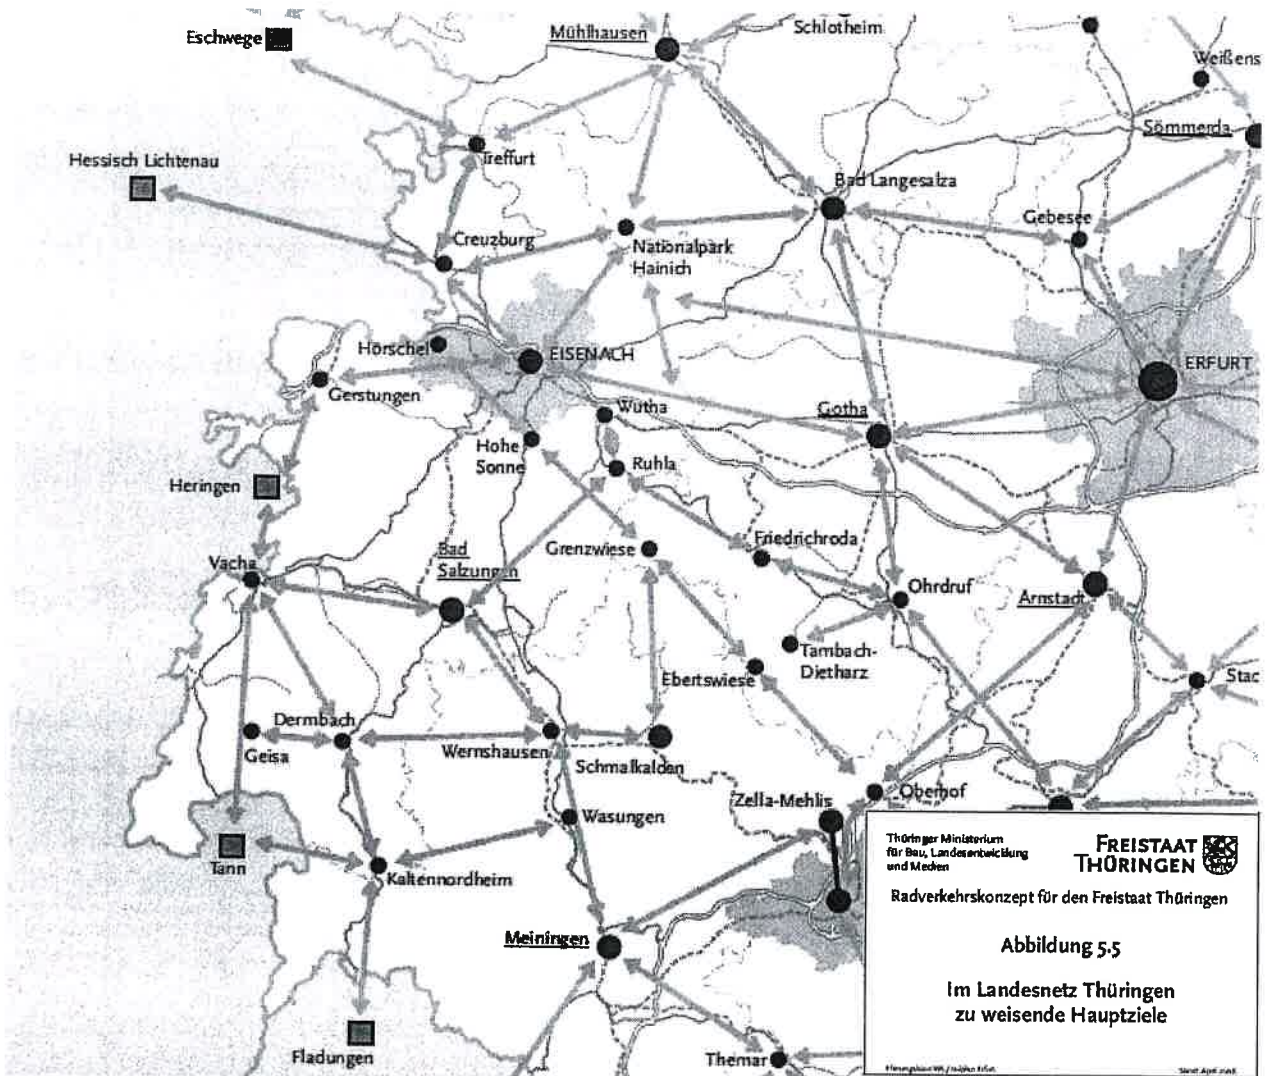 Eschwege
Mühlhausen
Schlotheim
Weißens
Sömmerda
Hessisch Lichtenau
Treffurt
Bad Langesalza
Gebesee
Creuzburg
Nationalpark
Hainich
Hörschel
EISENACH
ERFURT
Gerstungen
Wutha
Gotha
Hohe
Sonne
Ruhla
Heringen
Grenzwiese
Friedrichroda
Bad
Salzungen
Vacha
Ohrdruf
Arnstadt
Tambach-
Dietharz
Ebertswiese
Stac
Dermbach
Geisa
Wernshausen
Schmalkalden
Zella-Mehlis
Oberhof
Wasungen
Tann
Kaltennordheim
Meiningen
Fladungen
Themar
Thüringer Ministerium
für Bau, Landesentwicklung
und Medien
FREISTAAT
THÜRINGEN
Radverkehrskonzept für den Freistaat Thüringen
Abbildung 5.5
Im Landesnetz Thüringen
zu weisende Hauptziele